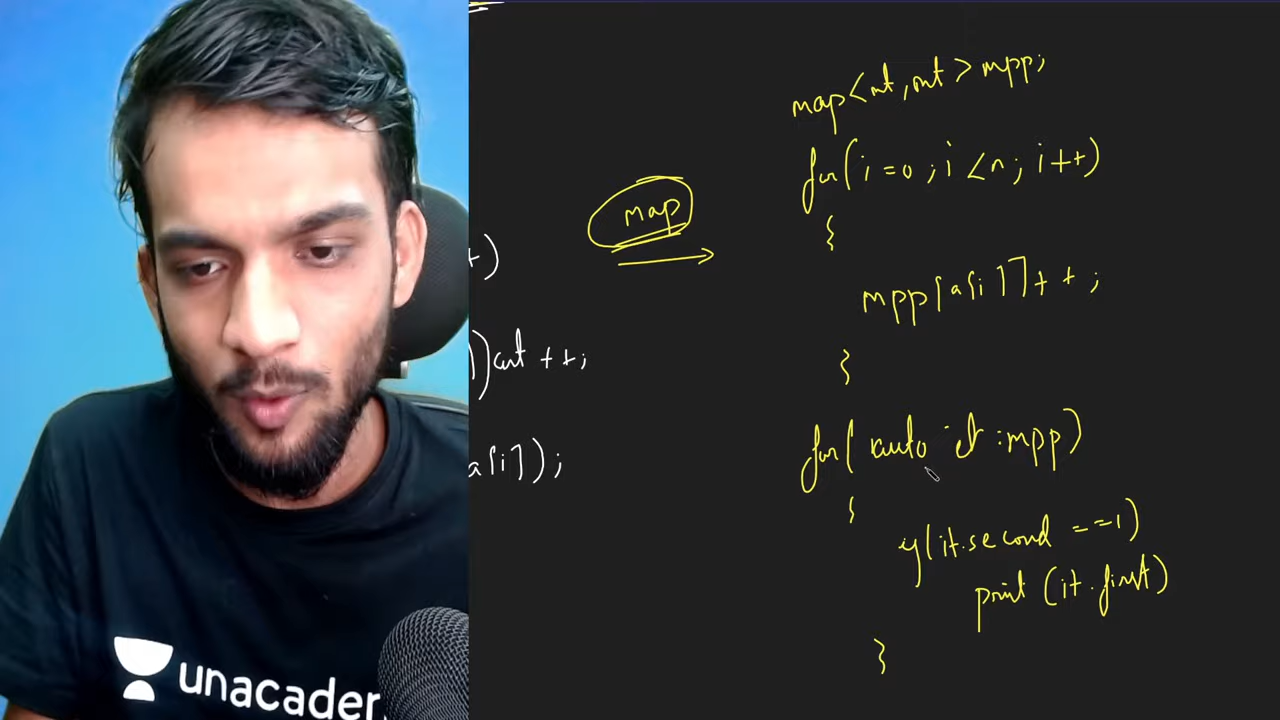 map<int,int> mpp;
for(i=0; i<n; i++)
{
map
mpp[a[i]]++;
}
+)
])cnt++;
a[i]);
for(auto it : mpp)
{
if(it.second == 1)
print(it.first)
}
unacader